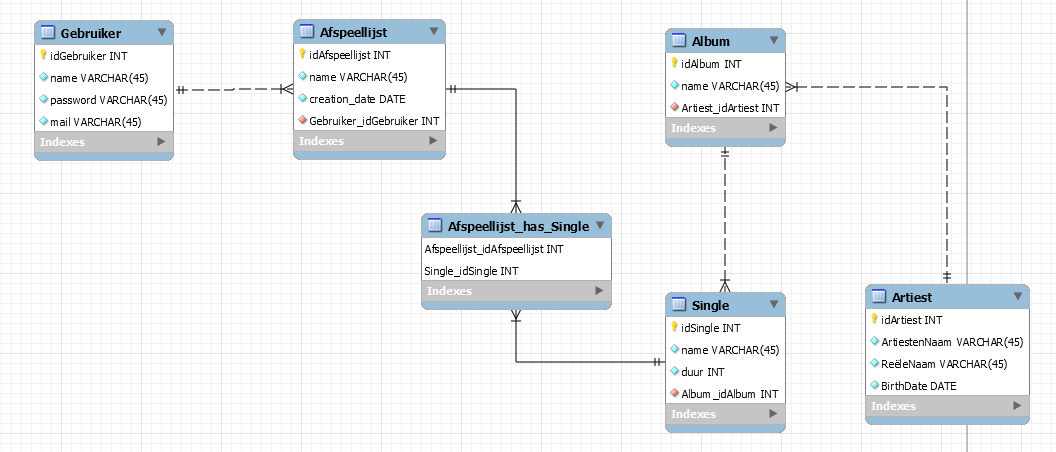 Gebruiker
idGebruiker INT
name VARCHAR(45)
password VARCHAR(45)
mail VARCHAR(45)
Indexes
Afspeellijst
idAfspeellijst INT
name VARCHAR(45)
creation_date DATE
Gebruiker_idGebruiker INT
Indexes
Album
idAlbum INT
name VARCHAR(45)
Artiest_idArtiest INT
Indexes
Afspeellijst_has_Single
Afspeellijst_idAfspeellijst INT
Single_idSingle INT
Indexes
Single
idSingle INT
name VARCHAR(45)
duur INT
Album_idAlbum INT
Indexes
Artiest
idArtiest INT
ArtiestenNaam VARCHAR(45)
ReëleNaam VARCHAR(45)
BirthDate DATE
Indexes